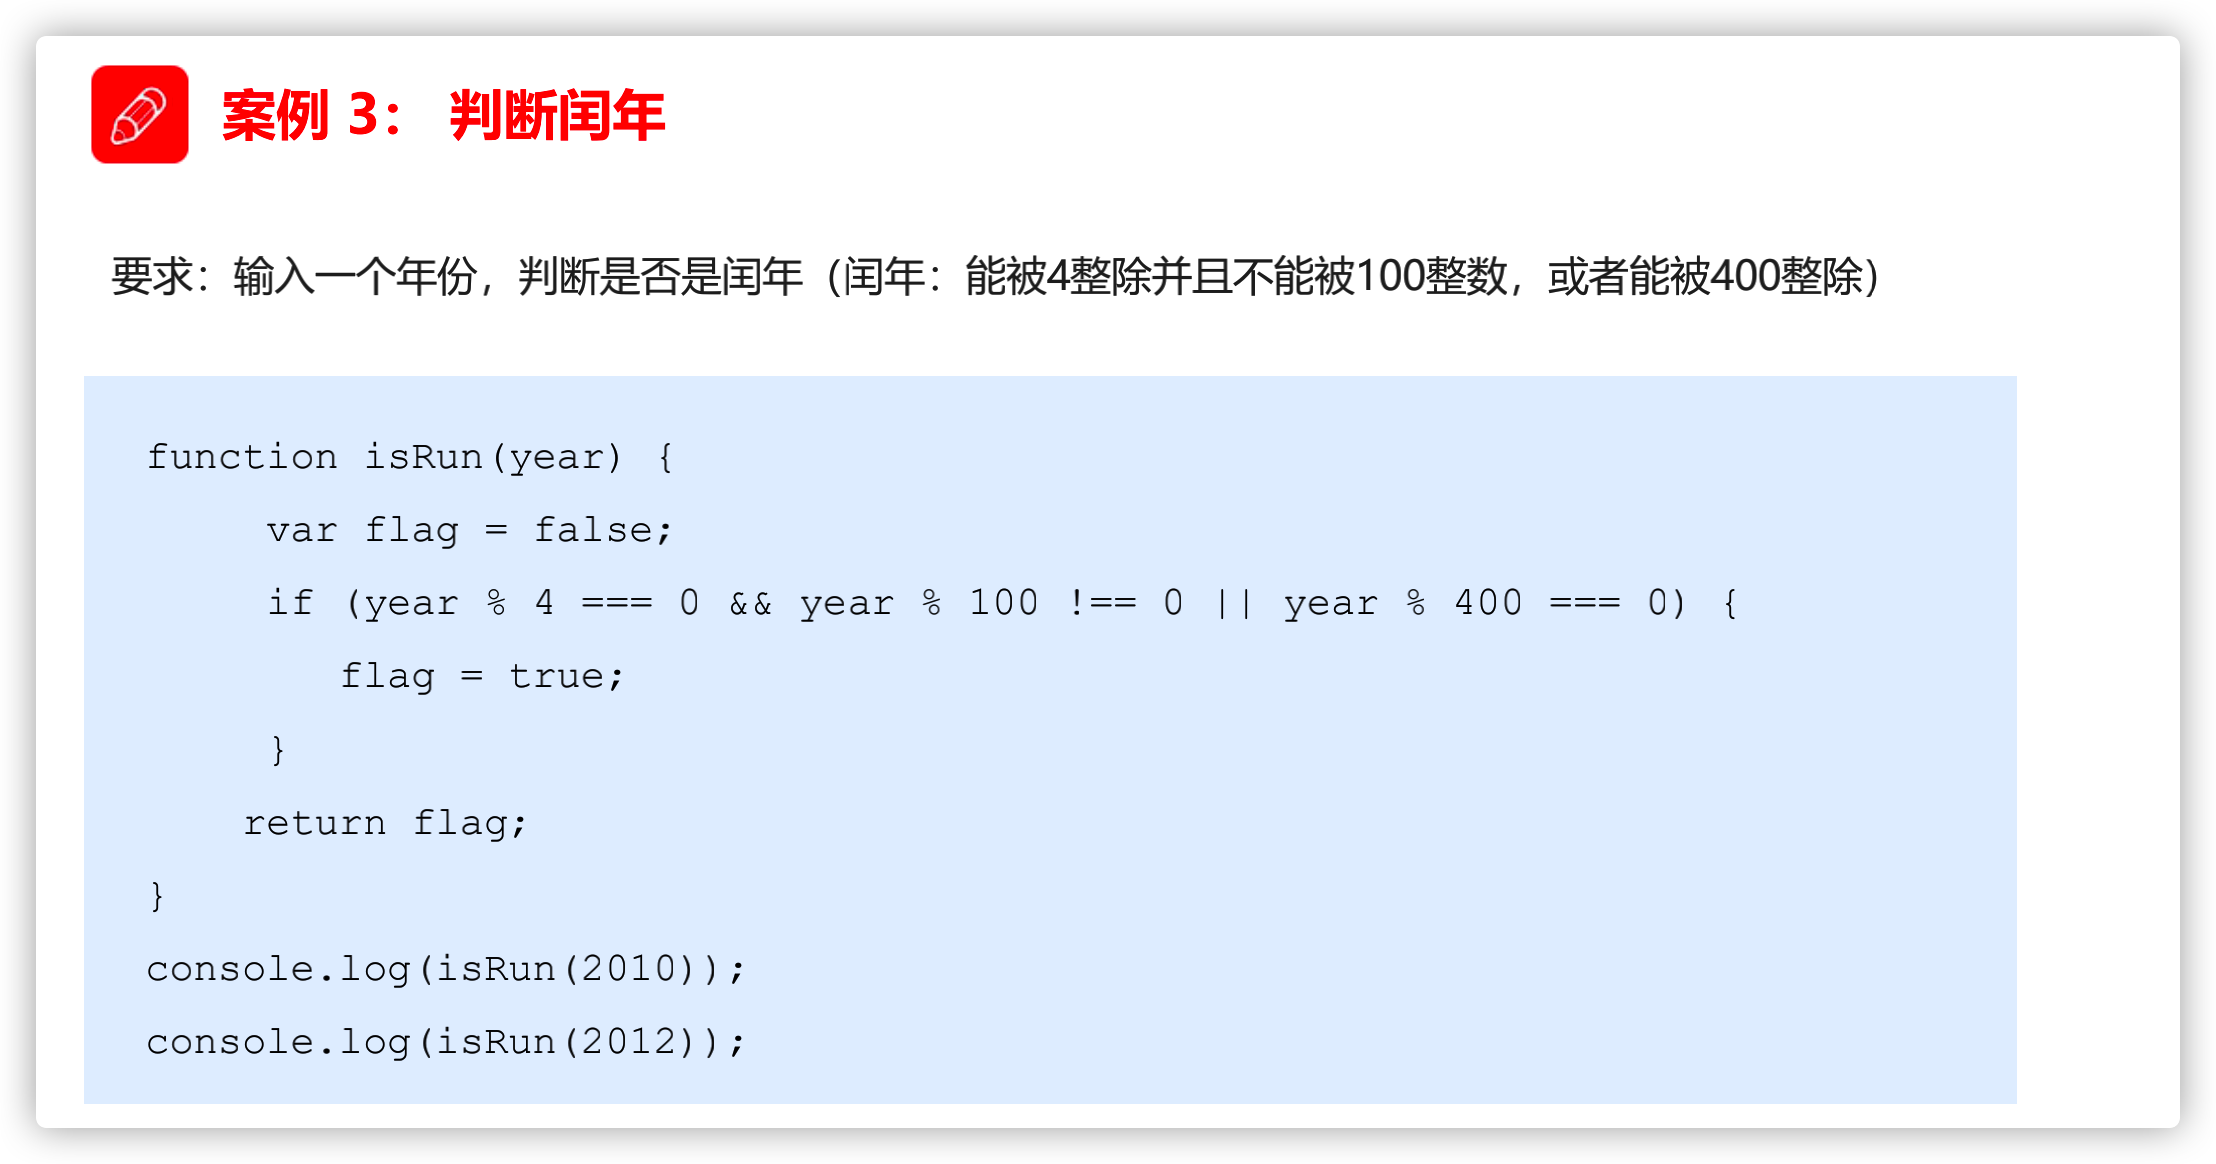 案例 3： 判断闰年
要求：输入一个年份，判断是否是闰年（闰年：能被4整除并且不能被100整数，或者能被400整除）
function isRun(year) {
     var flag = false;
     if (year % 4 === 0 && year % 100 !== 0 || year % 400 === 0) {
        flag = true;
     }
    return flag;
}
console.log(isRun(2010));
console.log(isRun(2012));